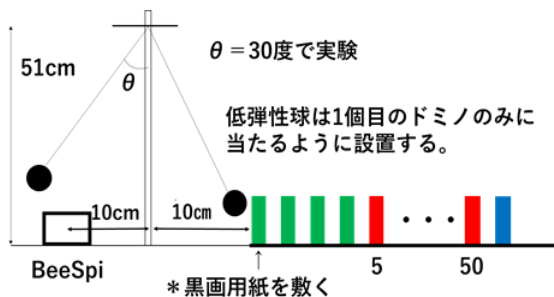 51cm
θ
θ＝30度で実験
低弾性球は1個目のドミノのみに
当たるように設置する。
10cm
10㎝
BeeSpi
5
・・・
50
↑
＊黒画用紙を敷く